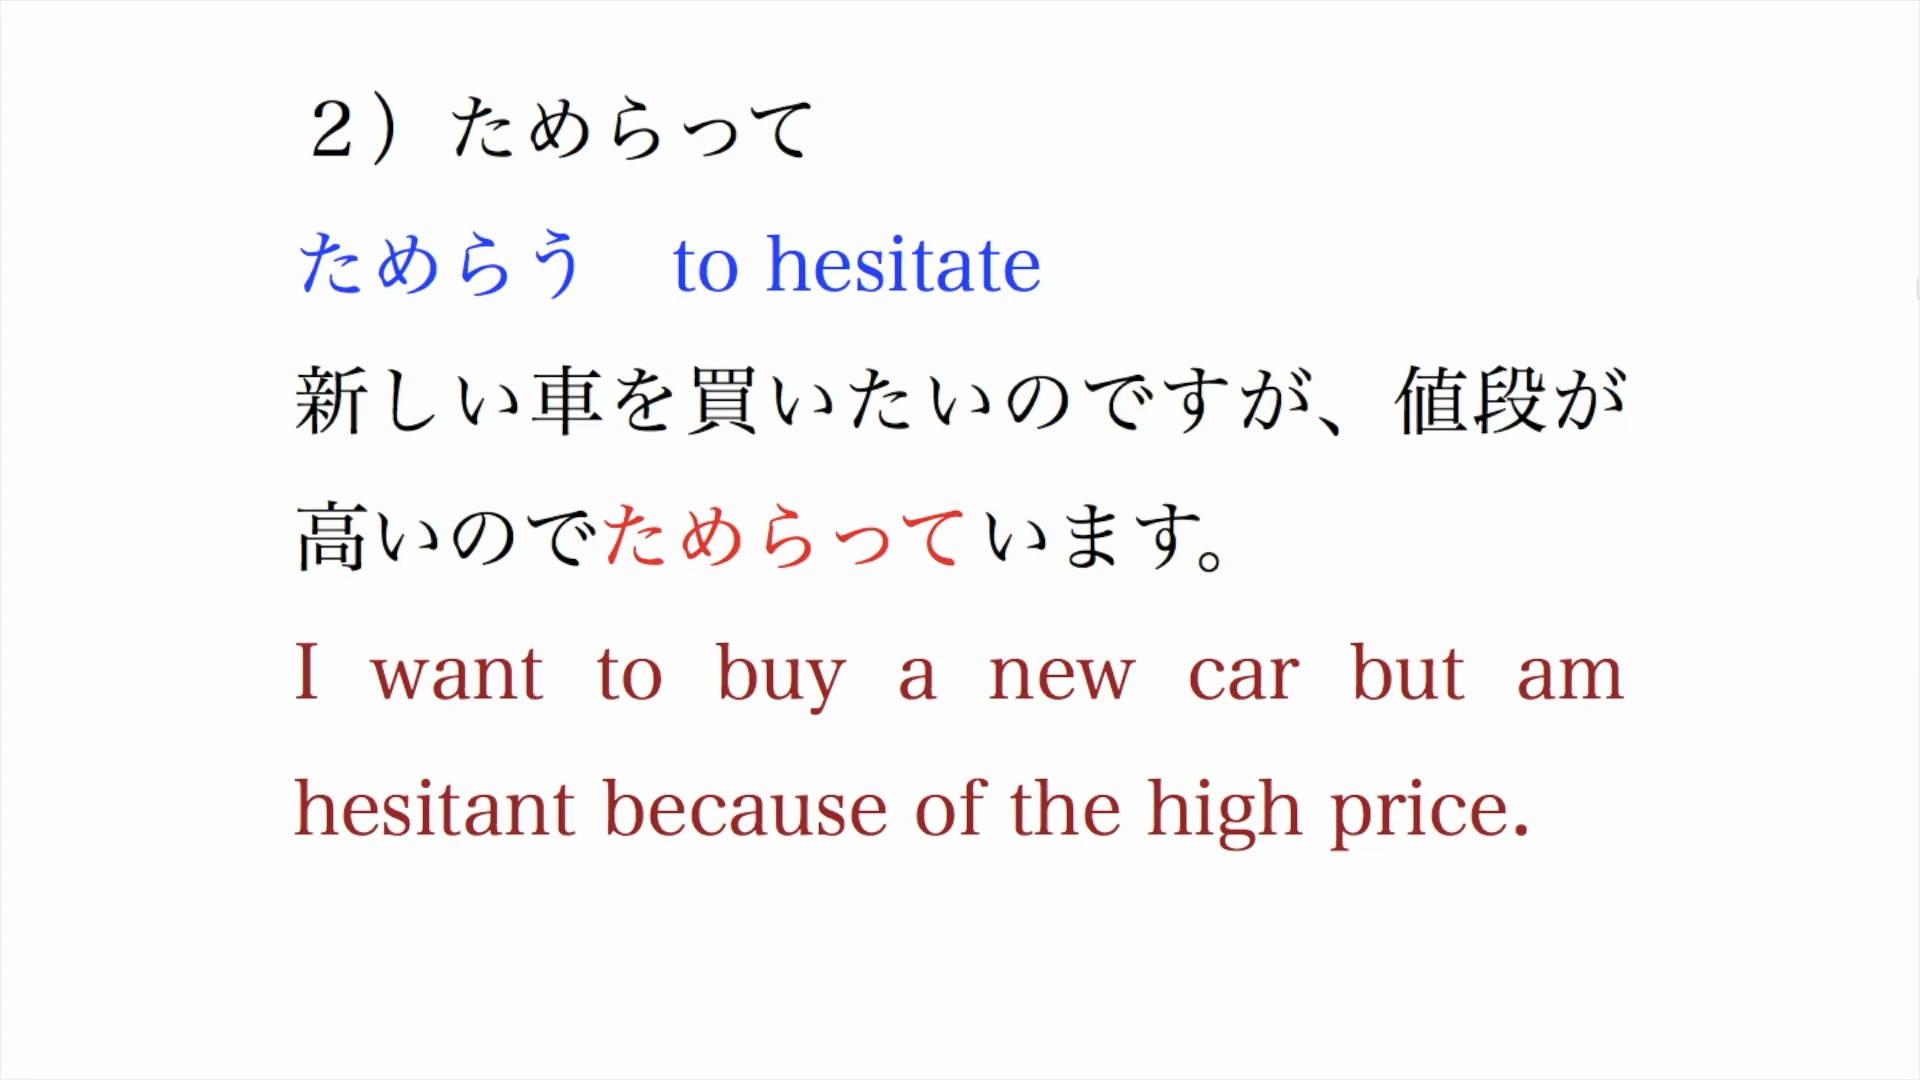 ２）ためらって
ためらう　to hesitate
新しい車を買いたいのですが、値段が
高いのでためらっています。
I want to buy a new car but am
hesitant because of the high price.